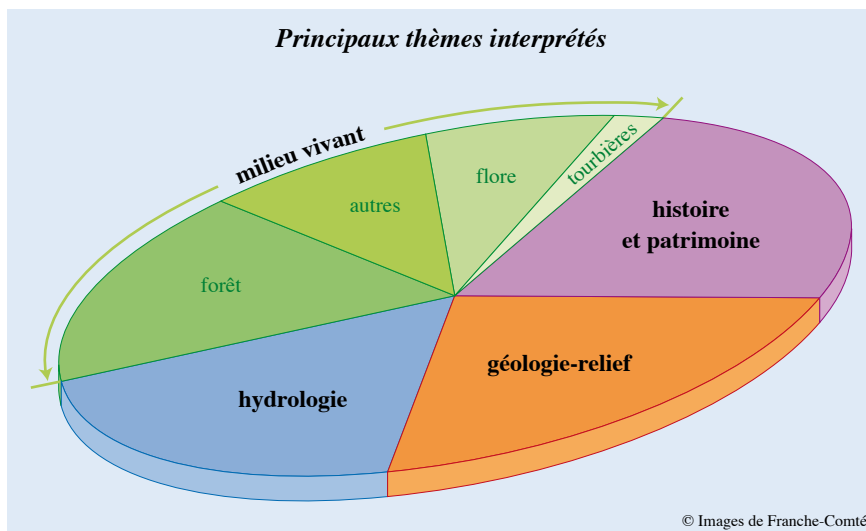 Principaux thèmes interprétés
milieu vivant
tourbières
flore
autres
forêt
histoire
et patrimoine
géologie-relief
hydrologie
© Images de Franche-Comté